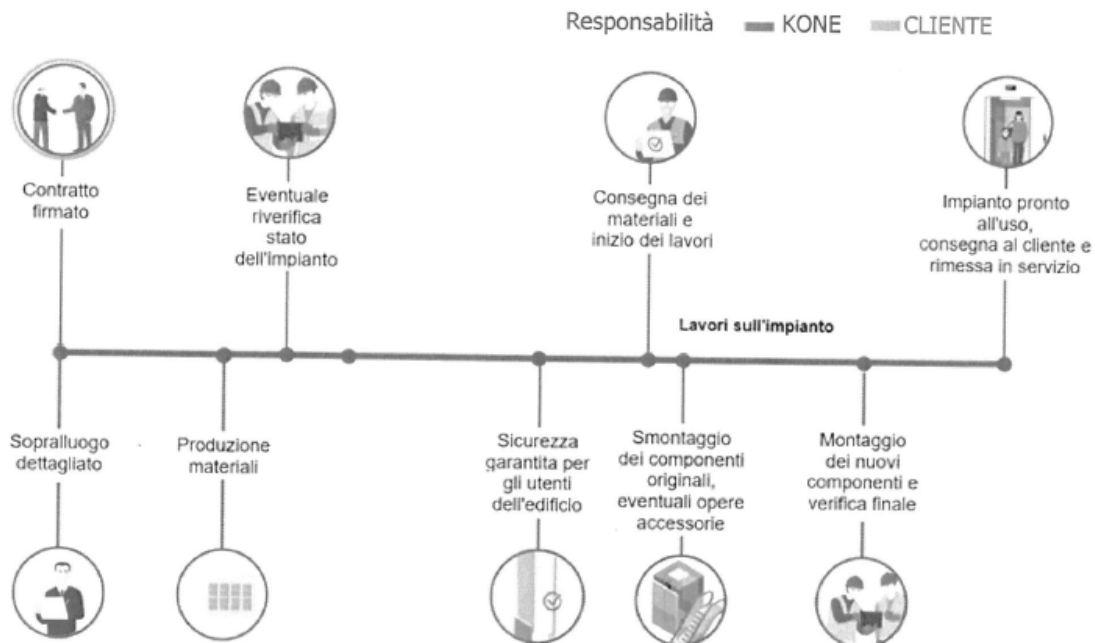 Responsabilità KONE CLIENTE
Contratto
firmato
Eventuale
riverifica
stato
dell'impianto
Consegna dei
materiali e
inizio dei lavori
Impianto pronto
all'uso,
consegna al cliente e
rimessa in servizio
Lavori sull'impianto
Sopralluogo
dettagliato
Produzione
materiali
Sicurezza
garantita per
gli utenti
dell'edificio
Smontaggio
dei componenti
originali,
eventuali opere
accessorie
Montaggio
dei nuovi
componenti e
verifica finale